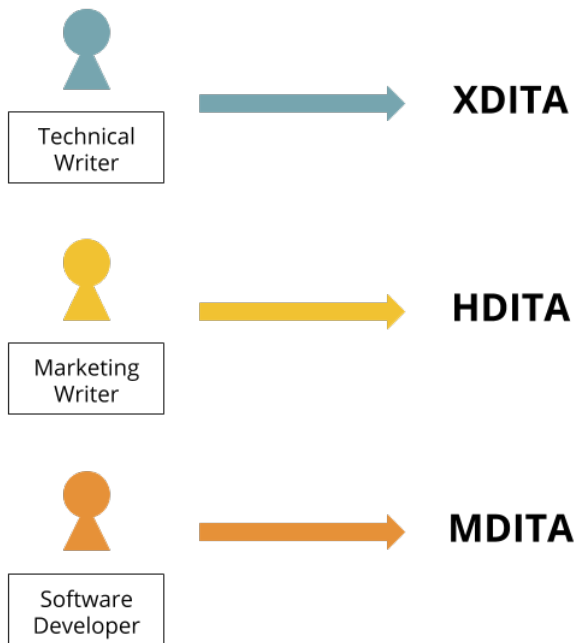 XDITA
Technical
Writer
HDITA
Marketing
Writer
MDITA
Software
Developer